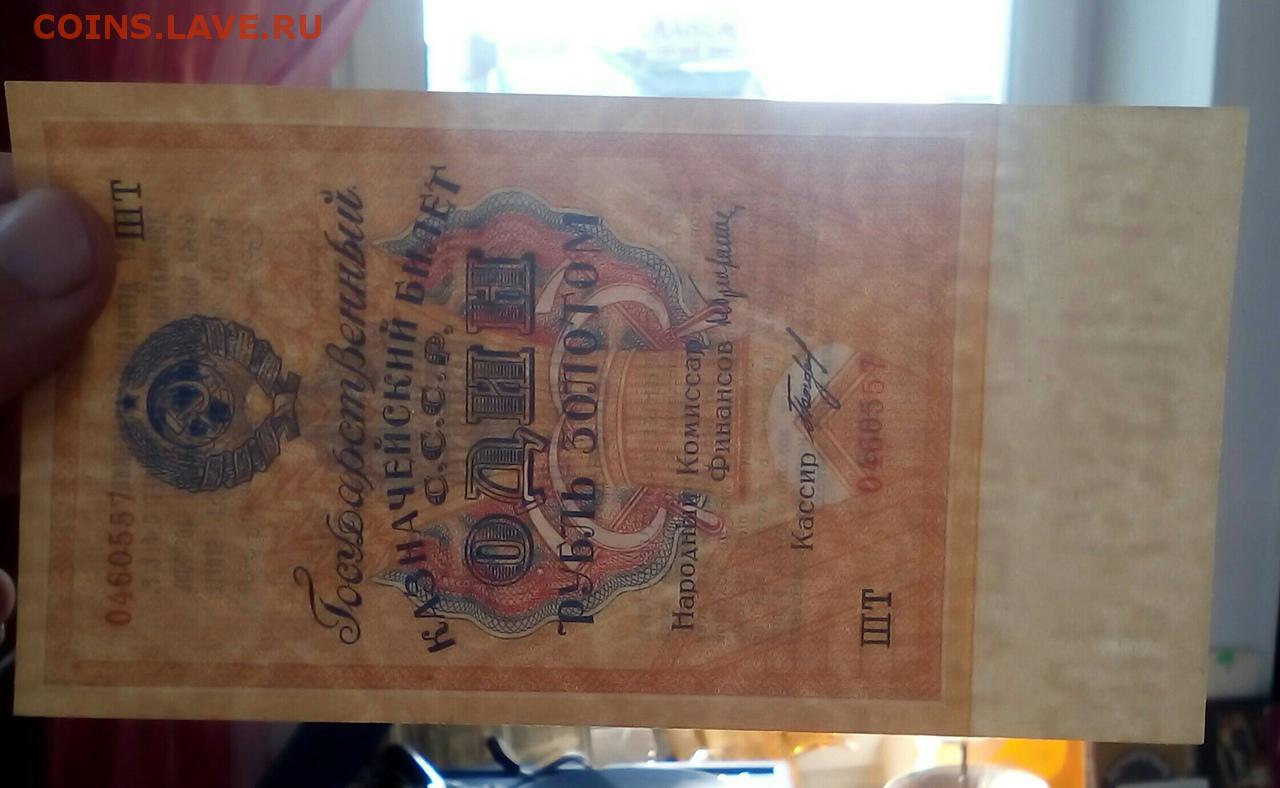 COINS.LAVE.RU
ШТ
0460557
Государственный
КАЗНАЧЕЙСКИЙ БИЛЕТ
С.С.С.Р.
ОДИН
РУБЛЬ ЗОЛОТОМ
Народный Комиссар
Финансов
Кассир
ШТ
0460557